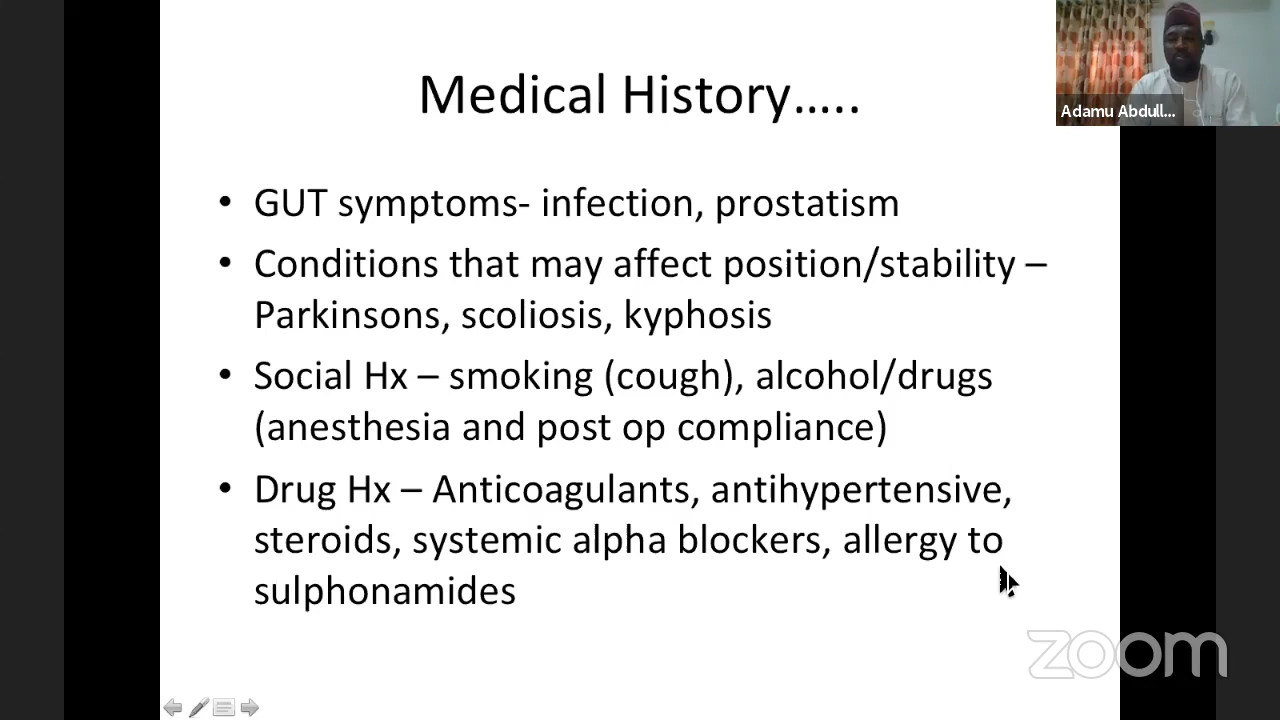 Medical History…..
Adamu Abdull...
• GUT symptoms- infection, prostatism
• Conditions that may affect position/stability –
Parkinsons, scoliosis, kyphosis
• Social Hx – smoking (cough), alcohol/drugs
(anesthesia and post op compliance)
• Drug Hx – Anticoagulants, antihypertensive,
steroids, systemic alpha blockers, allergy to
sulphonamides
zoom